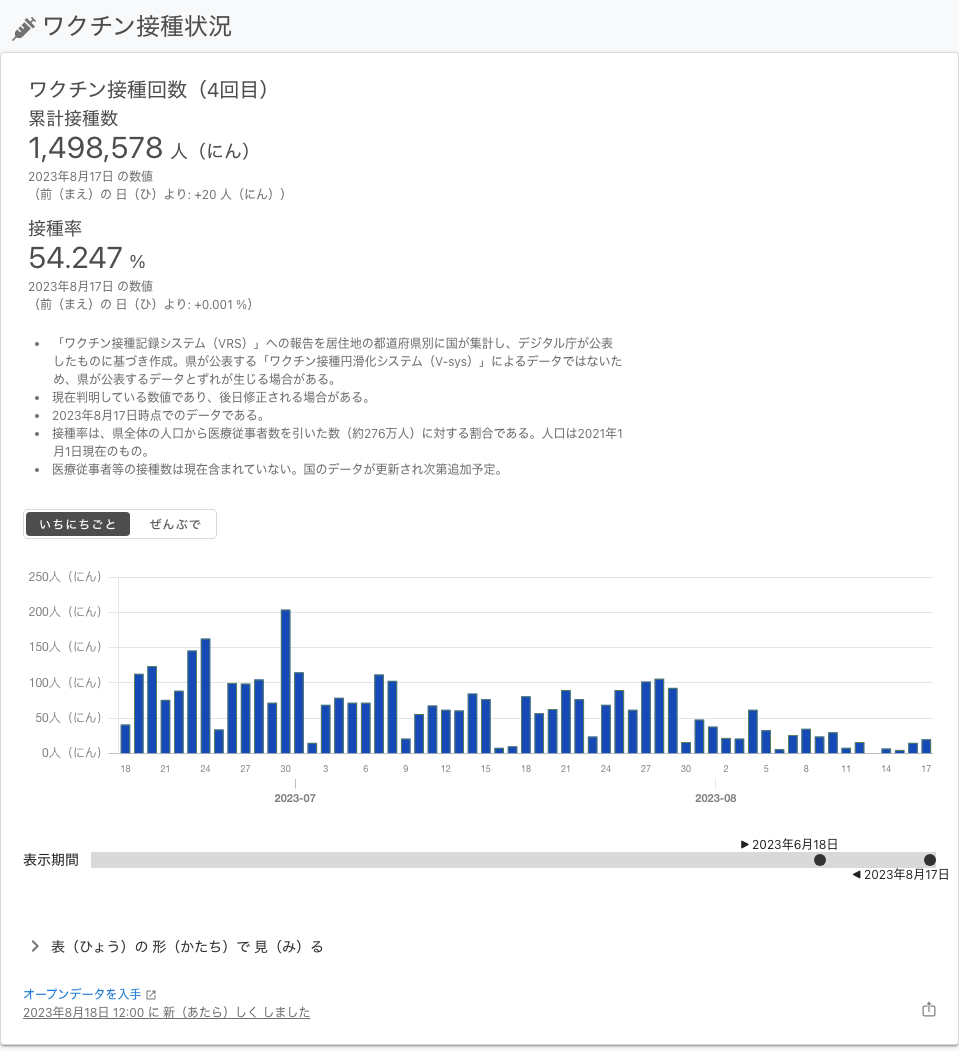 ワクチン接種状況
ワクチン接種回数（4回目）
累計接種数
1,498,578 人（にん）
2023年8月17日 の数値
（前（まえ）の 日（ひ）より: +20 人（にん））
接種率
54.247 %
2023年8月17日 の数値
（前（まえ）の 日（ひ）より: +0.001 %）
• 「ワクチン接種記録システム（VRS）」への報告を居住地の都道府県別に国が集計し、デジタル庁が公表
したものに基づき作成。県が公表する「ワクチン接種円滑化システム（V-sys）」によるデータではないた
め、県が公表するデータとずれが生じる場合がある。
• 現在判明している数値であり、後日修正される場合がある。
• 2023年8月17日時点でのデータである。
• 接種率は、県全体の人口から医療従事者数を引いた数（約276万人）に対する割合である。人口は2021年1
月1日現在のもの。
• 医療従事者等の接種数は現在含まれていない。国のデータが更新され次第追加予定。
いちにちごと ぜんぶで
250人（にん）
200人（にん）
150人（にん）
100人（にん）
50人（にん）
0人（にん）
18 21 24 27 30 3 6 9 12 15 18 21 24 27 30 2 5 8 11 14 17
2023-07 2023-08
▶ 2023年6月18日
表示期間
◀ 2023年8月17日
表（ひょう）の 形（かたち）で 見（み）る
オープンデータを入手
2023年8月18日 12:00 に 新（あたら）しく しました